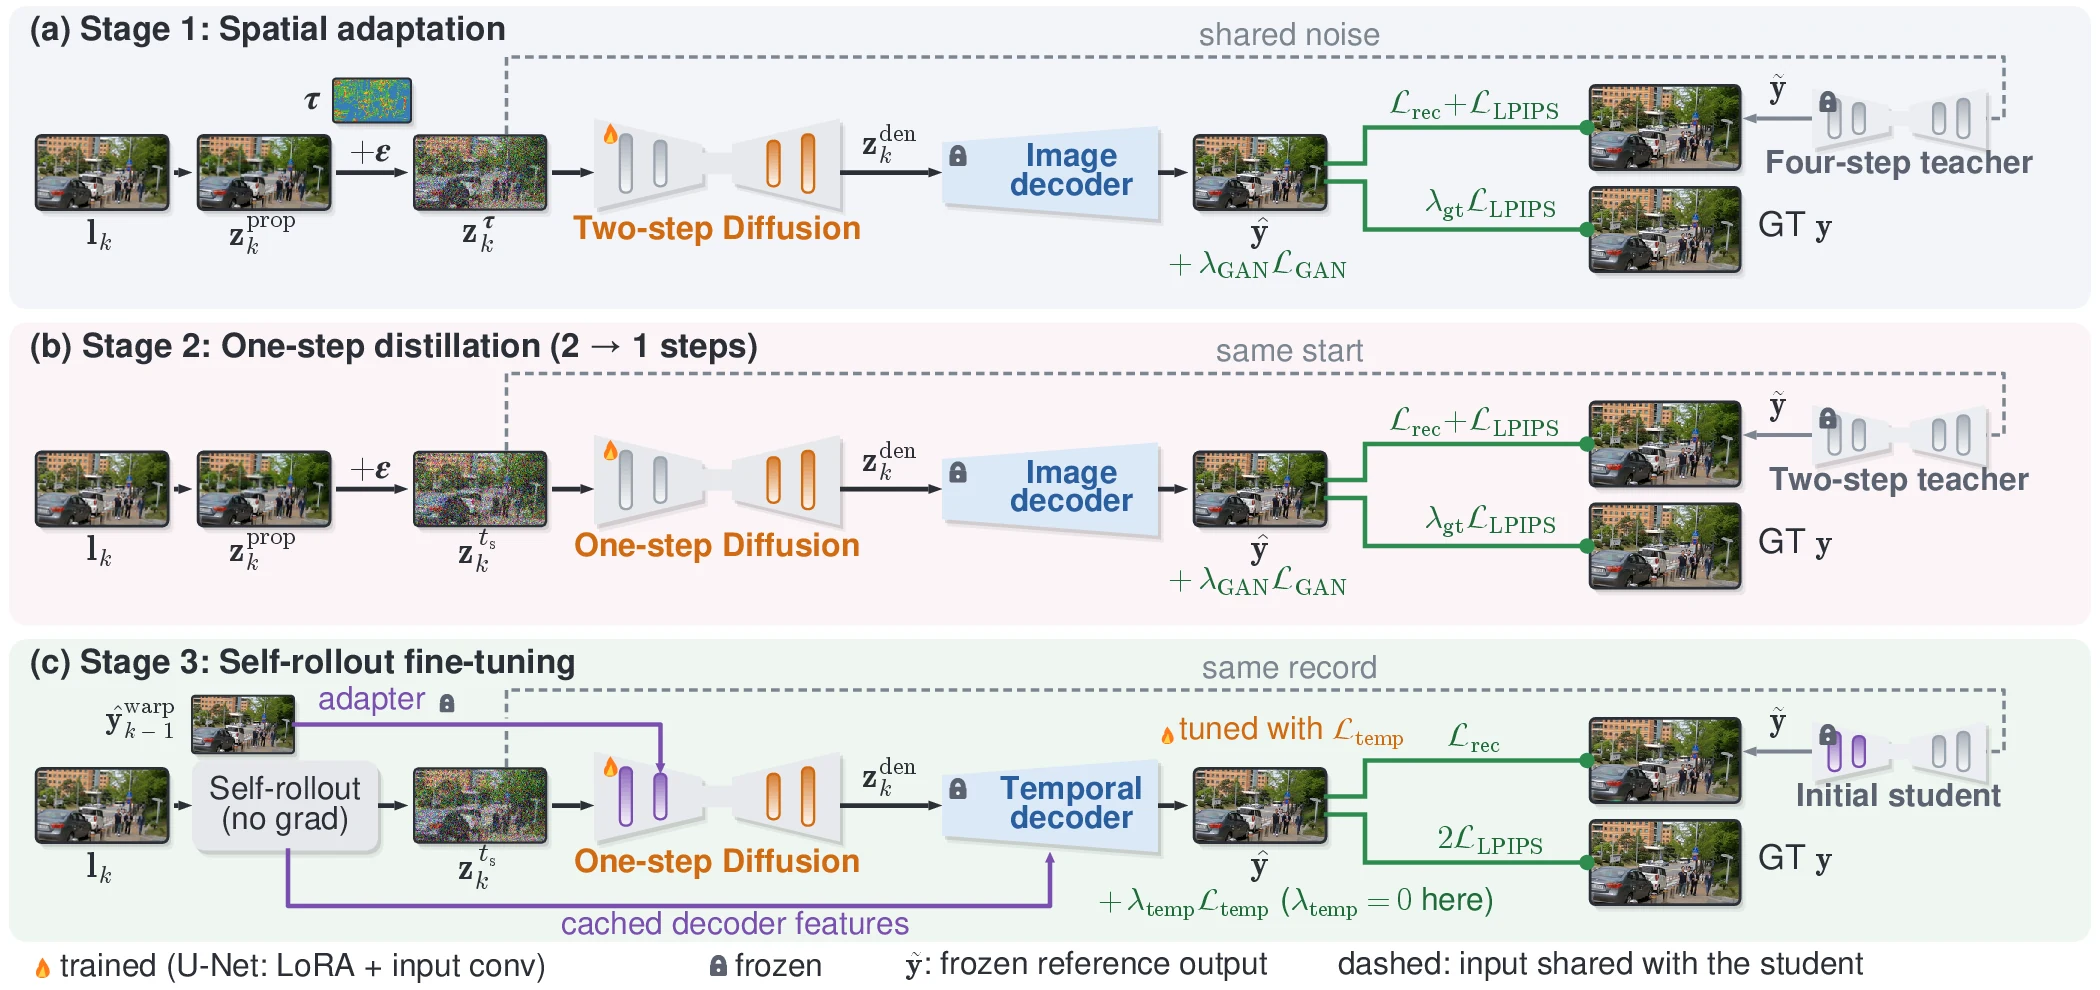 (a) Stage 1: Spatial adaptation
shared noise
τ
+ε
l_k
z_k^prop
z_k^τ
Two-step Diffusion
z_k^den
Image
decoder
ŷ
+ λ_GAN ℒ_GAN
ℒ_rec+ℒ_LPIPS
λ_gt ℒ_LPIPS
ỹ
Four-step teacher
GT y
(b) Stage 2: One-step distillation (2 → 1 steps)
same start
+ε
l_k
z_k^prop
z_k^{t_s}
One-step Diffusion
z_k^den
Image
decoder
ŷ
+ λ_GAN ℒ_GAN
ℒ_rec+ℒ_LPIPS
λ_gt ℒ_LPIPS
ỹ
Two-step teacher
GT y
(c) Stage 3: Self-rollout fine-tuning
same record
ŷ_{k−1}^warp
adapter
l_k
Self-rollout
(no grad)
z_k^{t_s}
One-step Diffusion
z_k^den
cached decoder features
Temporal
decoder
tuned with ℒ_temp
ŷ
+ λ_temp ℒ_temp (λ_temp = 0 here)
ℒ_rec
2ℒ_LPIPS
ỹ
Initial student
GT y
trained (U-Net: LoRA + input conv)
frozen
ỹ: frozen reference output
dashed: input shared with the student